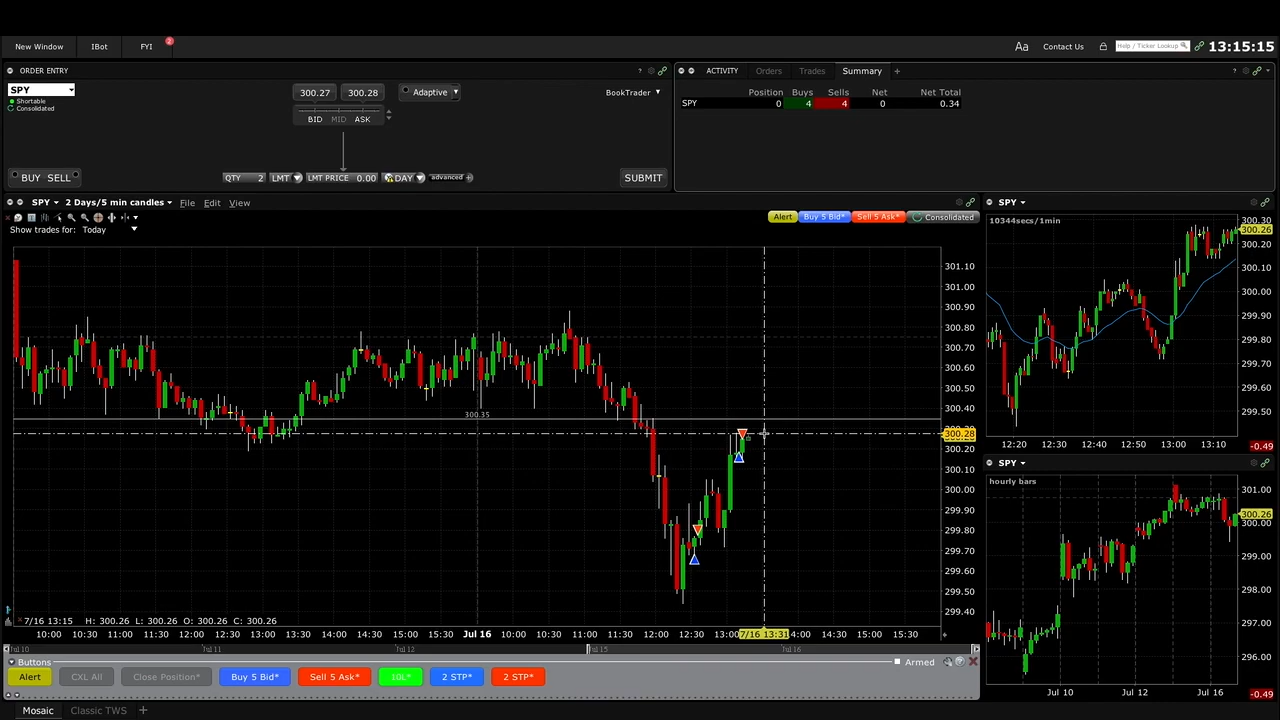 New Window IBot FYI 2 Aa Contact Us Help / Ticker Lookup 13:15:15
ORDER ENTRY ?
ACTIVITY Orders Trades Summary + ?
SPY
Shortable
Consolidated
300.27 300.28 Adaptive BookTrader
BID MID ASK
BUY SELL QTY 2 LMT LMT PRICE 0.00 DAY advanced SUBMIT
Position Buys Sells Net Net Total
SPY 0 4 4 0 0.34
SPY 2 Days/5 min candles File Edit View
Alert Buy 5 Bid* Sell 5 Ask* Consolidated
Show trades for: Today
301.10
301.00
300.90
300.80
300.70
300.60
300.50
300.40
300.35
300.28
300.20
300.10
300.00
299.90
299.80
299.70
299.60
299.50
299.40
7/16 13:15 H: 300.26 L: 300.26 O: 300.26 C: 300.26
10:00 10:30 11:00 11:30 12:00 12:30 13:00 13:30 14:00 14:30 15:00 15:30 Jul 16 10:00 10:30 11:00 11:30 12:00 12:30 13:00 7/16 13:31 4:00 14:30 15:00 15:30
Jul10 Jul11 Jul12 Jul15 Jul16
Buttons Armed
Alert CXL All Close Position* Buy 5 Bid* Sell 5 Ask* 10L* 2 STP* 2 STP*
Mosaic Classic TWS +
SPY
10344secs/1min
300.30
300.26
300.20
300.10
300.00
299.90
299.80
299.70
299.60
299.50
12:20 12:30 12:40 12:50 13:00 13:10
-0.49
SPY
hourly bars
301.00
300.26
300.00
299.00
298.00
297.00
296.00
Jul 10 Jul 12 Jul 16
-0.49